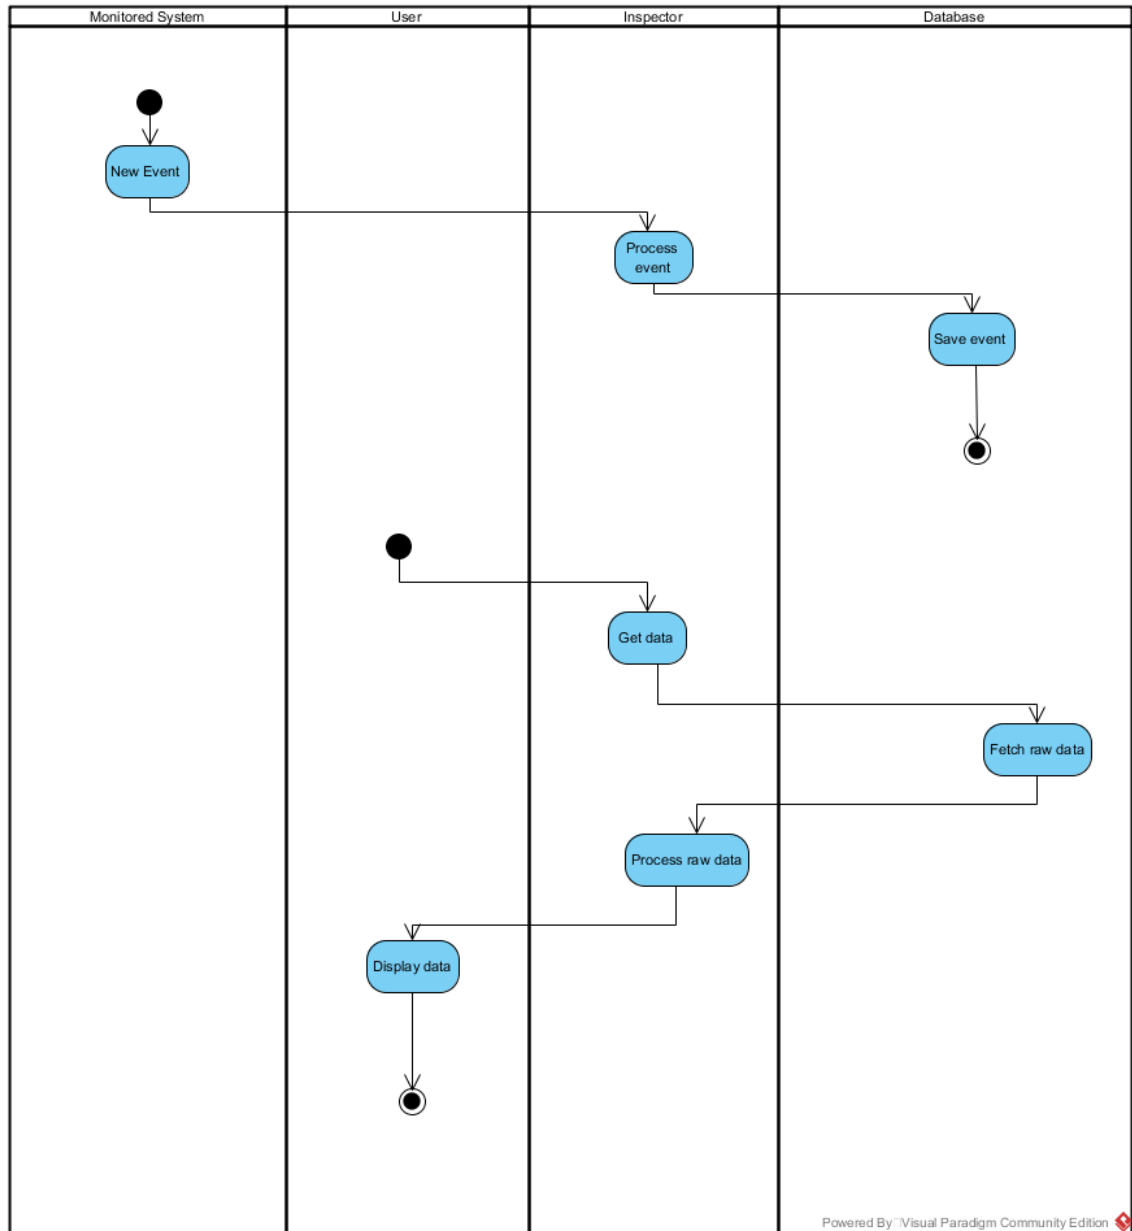 Monitored System
User
Inspector
Database
New Event
Process
event
Save event
Get data
Fetch raw data
Process raw data
Display data
Powered By Visual Paradigm Community Edition